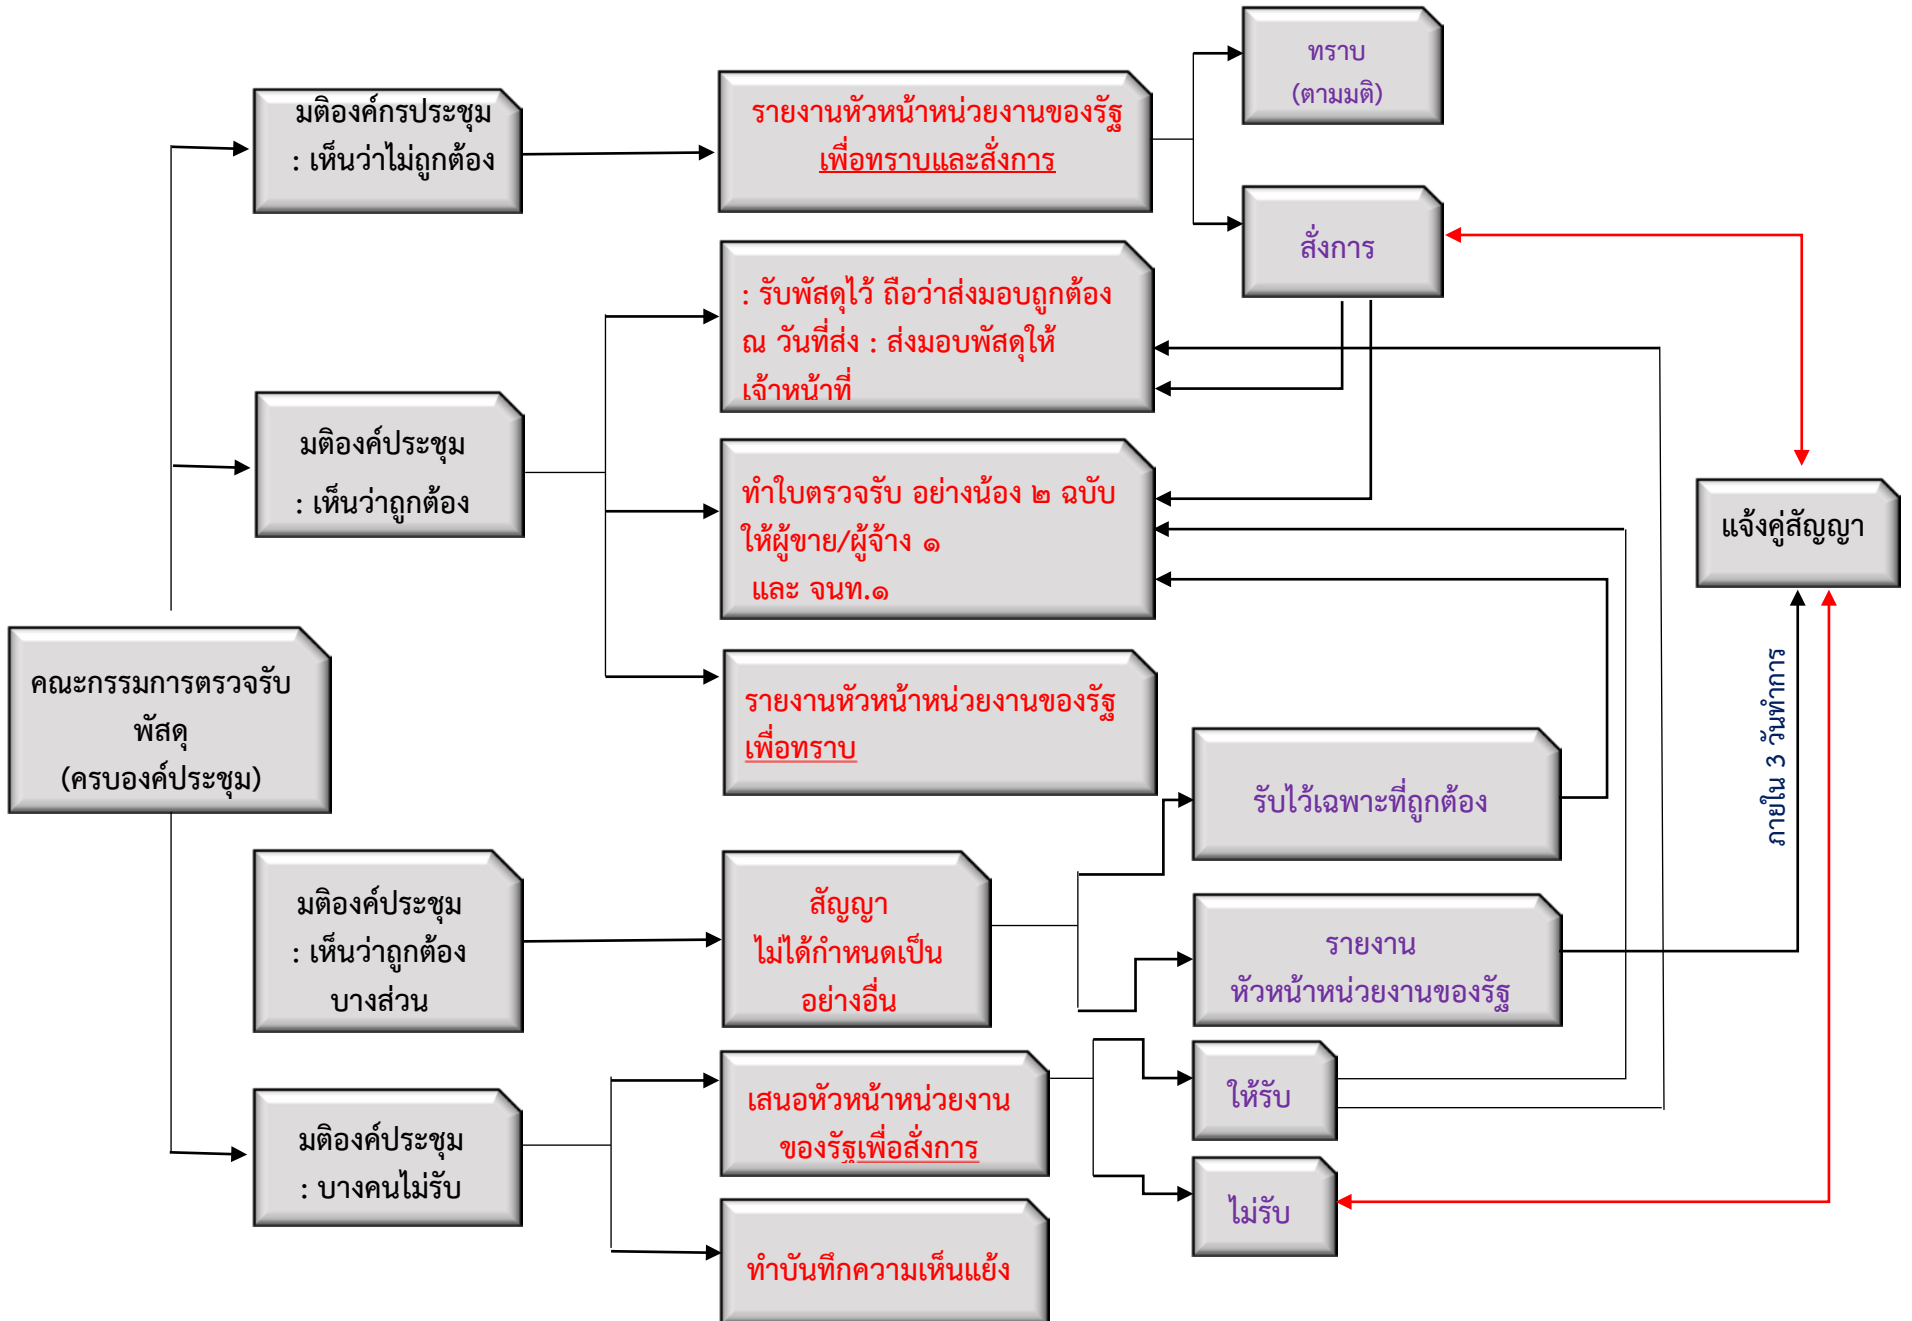 ทราบ
(ตามมติ)
มติองค์กรประชุม
: เห็นว่าไม่ถูกต้อง
รายงานหัวหน้าหน่วยงานของรัฐ
เพื่อทราบและสั่งการ
สั่งการ
: รับพัสดุไว้ ถือว่าส่งมอบถูกต้อง
ณ วันที่ส่ง : ส่งมอบพัสดุให้
เจ้าหน้าที่
มติองค์ประชุม
: เห็นว่าถูกต้อง
ทำใบตรวจรับ อย่างน้อง ๒ ฉบับ
ให้ผู้ขาย/ผู้จ้าง ๑
และ จนท.๑
แจ้งคู่สัญญา
คณะกรรมการตรวจรับ
พัสดุ
(ครบองค์ประชุม)
รายงานหัวหน้าหน่วยงานของรัฐ
เพื่อทราบ
ภายใน 3 วันทำการ
รับไว้เฉพาะที่ถูกต้อง
มติองค์ประชุม
: เห็นว่าถูกต้อง
บางส่วน
สัญญา
ไม่ได้กำหนดเป็น
อย่างอื่น
รายงาน
หัวหน้าหน่วยงานของรัฐ
มติองค์ประชุม
: บางคนไม่รับ
เสนอหัวหน้าหน่วยงาน
ของรัฐเพื่อสั่งการ
ให้รับ
ไม่รับ
ทำบันทึกความเห็นแย้ง